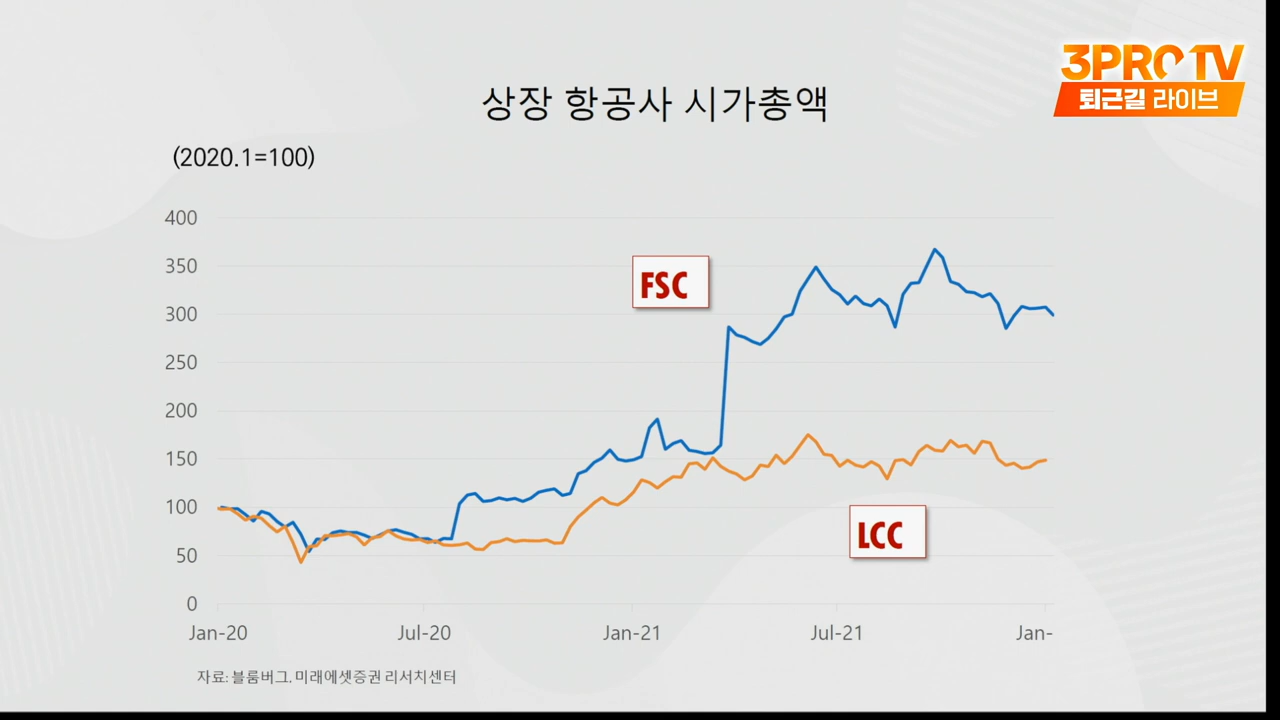 3PRO TV
퇴근길 라이브
상장 항공사 시가총액
(2020.1=100)
400
350
300
250
200
150
100
50
0
FSC
LCC
Jan-20 Jul-20 Jan-21 Jul-21 Jan-
자료: 블룸버그. 미래에셋증권 리서치센터